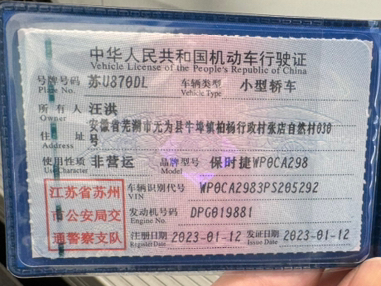 中华人民共和国机动车行驶证
Vehicle License of the People's Republic of China
号牌号码 苏U870DL 车辆类型 小型轿车
Plate No. Vehicle Type
所有人 汪洪
Owner
安徽省芜湖市无为县牛埠镇柏杨行政村张店自然村030
住址 号
Address
使用性质 非营运 品牌型号 保时捷WP0CA298
Use Character Model
江苏省苏州
市公安局交
通警察支队
车辆识别代号 WP0CA2983PS205292
VIN
发动机号码 DPG019881
Engine No.
注册日期 2023-01-12 发证日期 2023-01-12
Register Date Issue Date